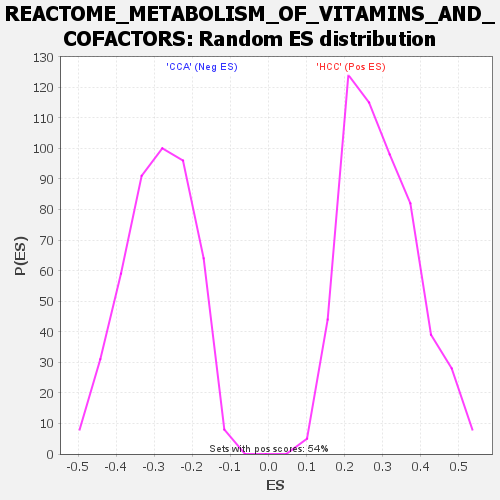 REACTOME_METABOLISM_OF_VITAMINS_AND_
COFACTORS: Random ES distribution
'CCA' (Neg ES) 'HCC' (Pos ES)
130
120
110
100
90
80
70
60
50
40
30
20
10
0
P(ES)
Sets with pos scores: 54%
-0.5 -0.4 -0.3 -0.2 -0.1 0.0 0.1 0.2 0.3 0.4 0.5
ES